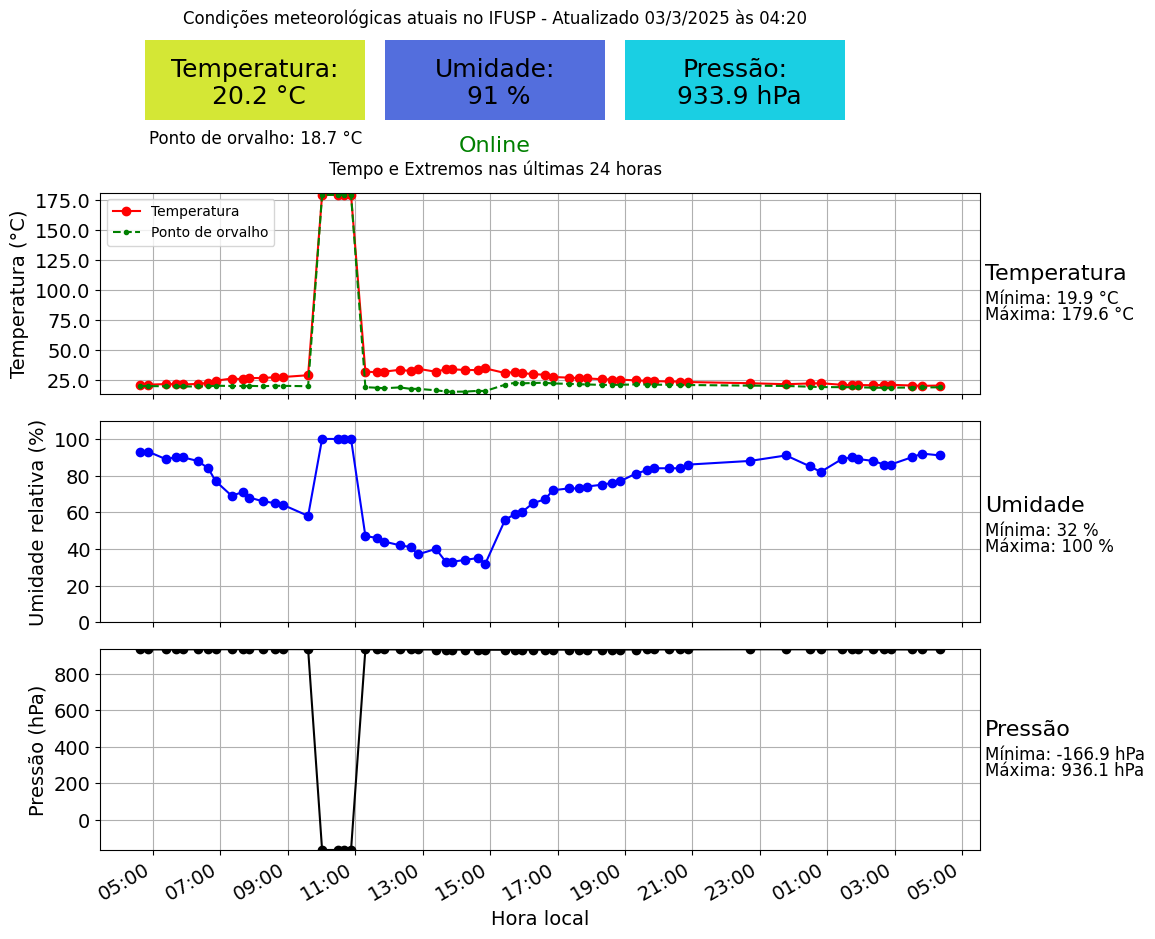 Condições meteorológicas atuais no IFUSP - Atualizado 03/3/2025 às 04:20
Temperatura:
20.2 °C
Umidade:
91 %
Pressão:
933.9 hPa
Ponto de orvalho: 18.7 °C
Online
Tempo e Extremos nas últimas 24 horas
Temperatura (°C)
175.0
150.0
125.0
100.0
75.0
50.0
25.0
Temperatura
Ponto de orvalho
Temperatura
Mínima: 19.9 °C
Máxima: 179.6 °C
Umidade relativa (%)
100
80
60
40
20
0
Umidade
Mínima: 32 %
Máxima: 100 %
Pressão (hPa)
800
600
400
200
0
Pressão
Mínima: -166.9 hPa
Máxima: 936.1 hPa
05:00 07:00 09:00 11:00 13:00 15:00 17:00 19:00 21:00 23:00 01:00 03:00 05:00
Hora local